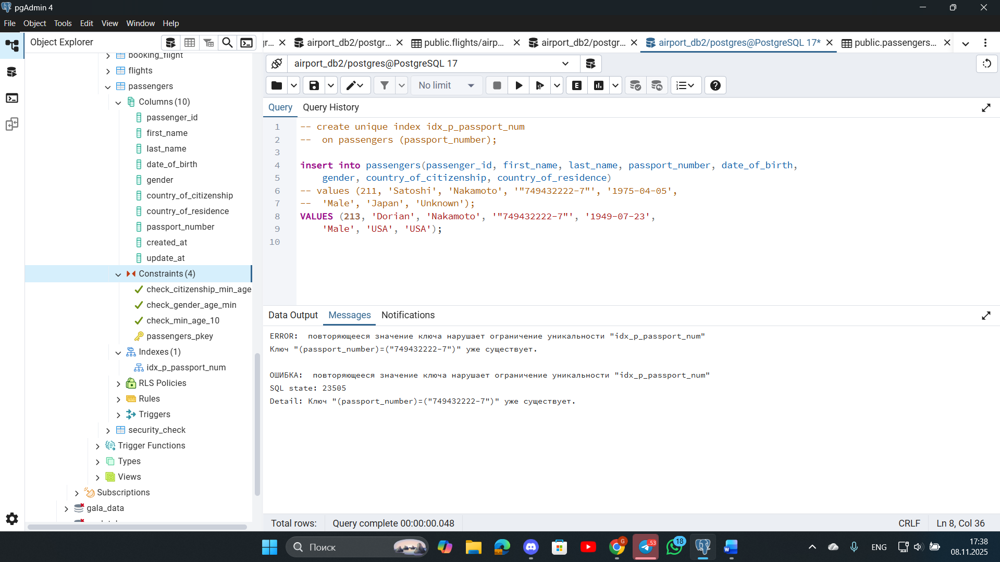 pgAdmin 4
File Object Tools Edit View Window Help
Object Explorer
gr... airport_db2/postgr... public.flights/airp... airport_db2/postgr... airport_db2/postgres@PostgreSQL 17* public.passengers...
airport_db2/postgres@PostgreSQL 17
No limit
E
Query Query History
booking_flight
flights
passengers
Columns (10)
passenger_id
first_name
last_name
date_of_birth
gender
country_of_citizenship
country_of_residence
passport_number
created_at
update_at
Constraints (4)
check_citizenship_min_age
check_gender_age_min
check_min_age_10
passengers_pkey
Indexes (1)
idx_p_passport_num
RLS Policies
Rules
Triggers
security_check
Trigger Functions
Types
Views
Subscriptions
gala_data
1 -- create unique index idx_p_passport_num
2 -- on passengers (passport_number);
3
4 insert into passengers(passenger_id, first_name, last_name, passport_number, date_of_birth,
5 gender, country_of_citizenship, country_of_residence)
6 -- values (211, 'Satoshi', 'Nakamoto', '"749432222-7"', '1975-04-05',
7 -- 'Male', 'Japan', 'Unknown');
8 VALUES (213, 'Dorian', 'Nakamoto', '"749432222-7"', '1949-07-23',
9 'Male', 'USA', 'USA');
10
Data Output Messages Notifications
ERROR:  повторяющееся значение ключа нарушает ограничение уникальности "idx_p_passport_num"
Ключ "(passport_number)=("749432222-7")" уже существует.
ОШИБКА:  повторяющееся значение ключа нарушает ограничение уникальности "idx_p_passport_num"
SQL state: 23505
Detail: Ключ "(passport_number)=("749432222-7")" уже существует.
Total rows: Query complete 00:00:00.048 CRLF Ln 8, Col 36
Поиск G 53 18 ENG 17:38
08.11.2025